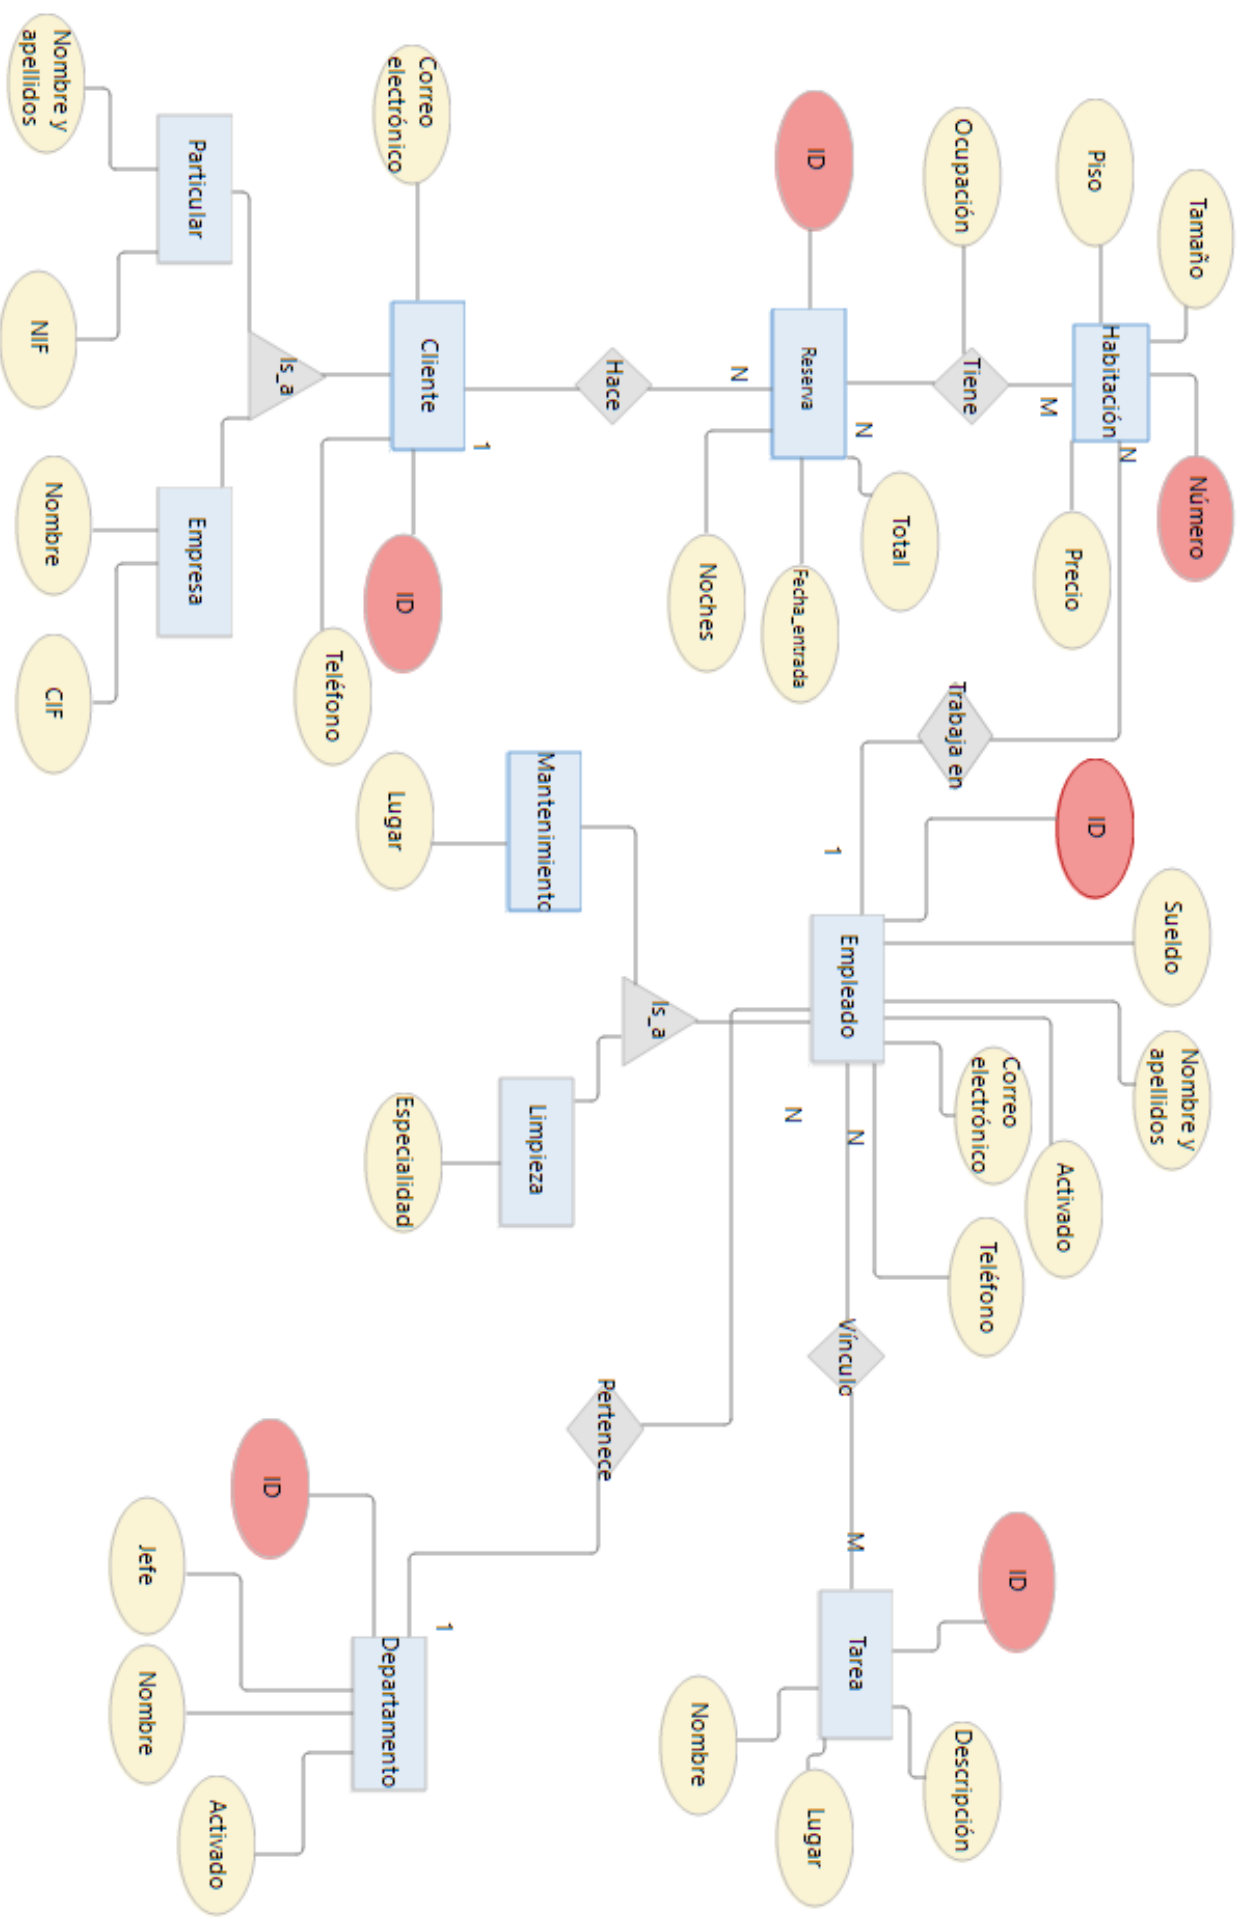 Tamaño
Número
Sueldo
Nombre y
apellidos
Piso
Habitación
N
Precio
ID
Activado
M
Correo
electrónico
Teléfono
ID
Ocupación
Tiene
Trabaja en
Descripción
Total
N
1
Empleado
N
Vínculo
M
Tarea
ID
Reserva
Fecha_entrada
N
Lugar
N
Noches
Nombre
Is_a
Hace
Pertenece
Mantenimiento
Limpieza
1
Correo
electrónico
Cliente
ID
Lugar
Especialidad
1
Departamento
Teléfono
Is_a
ID
Particular
Empresa
Activado
Jefe
Nombre
Nombre y
apellidos
NIF
Nombre
CIF